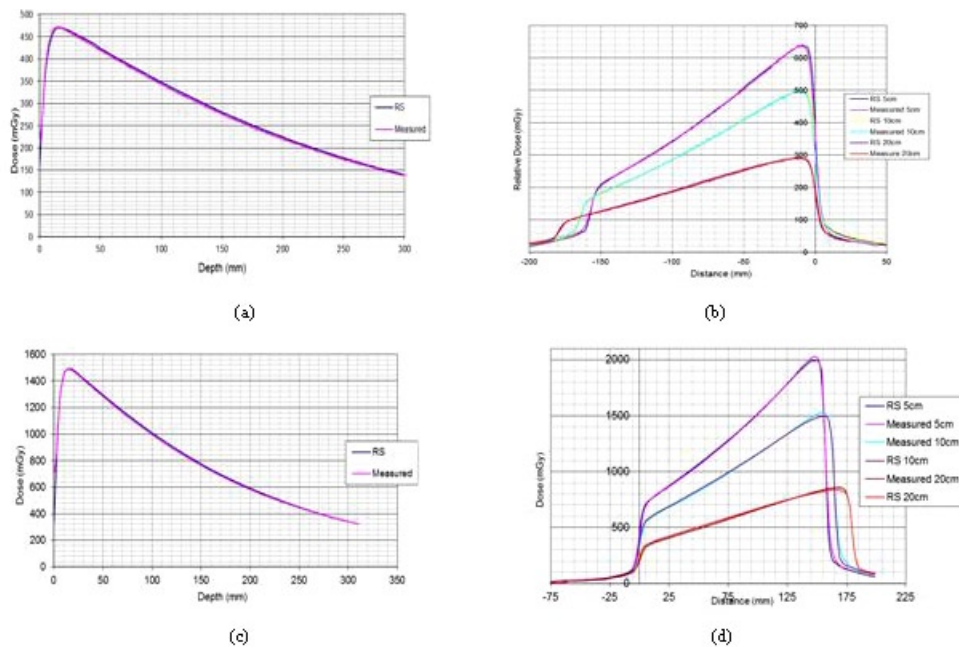 500
450
400
350
300
250
200
150
100
50
0
Dose (mGy)
0 50 100 150 200 250 300
Depth (mm)
RS
Measured
(a)
700
600
500
400
300
200
100
0
Relative Dose (mGy)
-200 -150 -100 -50 0 50
Distance (mm)
RS 5cm
Measured 5cm
RS 10cm
Measured 10cm
RS 20cm
Measure 20cm
(b)
1600
1400
1200
1000
800
600
400
200
0
Dose (mGy)
0 50 100 150 200 250 300 350
Depth (mm)
RS
Measured
(c)
2000
1500
1000
500
0
Dose (mGy)
-75 -25 25 75 125 175 225
Distance (mm)
RS 5cm
Measured 5cm
Measured 10cm
RS 10cm
Measured 20cm
RS 20cm
(d)